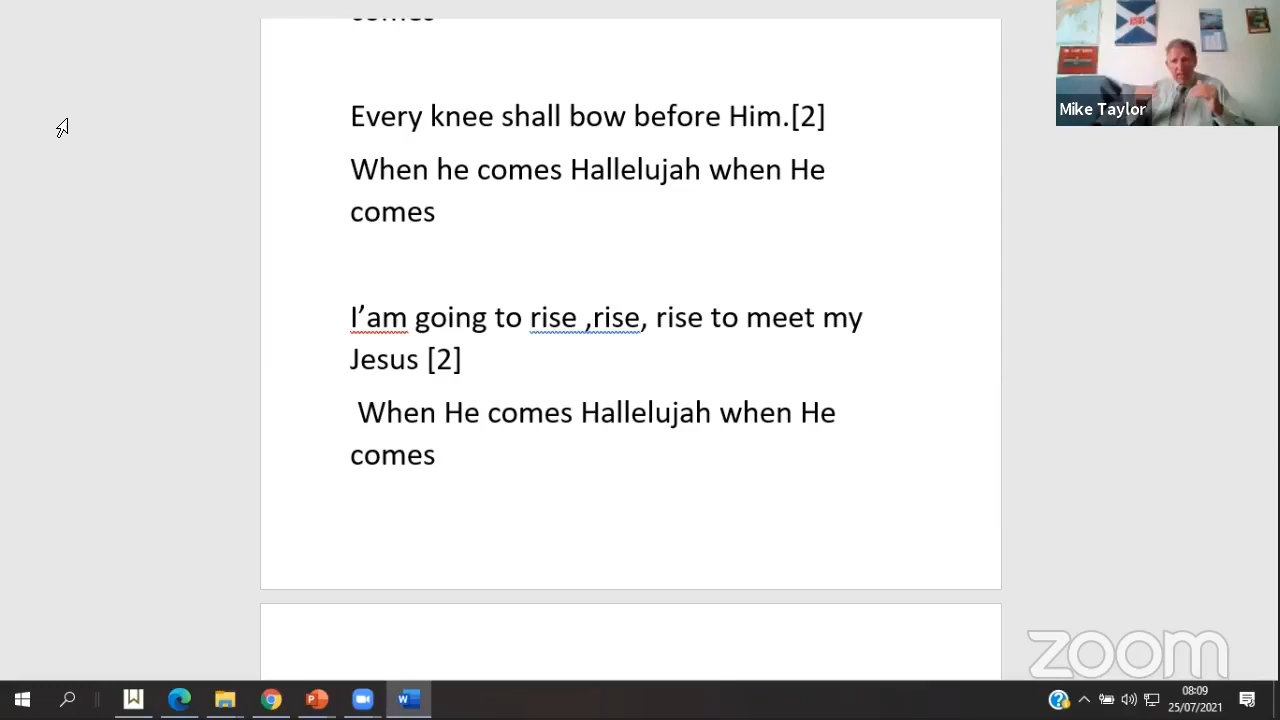 comes
Every knee shall bow before Him.[2]
When he comes Hallelujah when He
comes
I’am going to rise ,rise, rise to meet my
Jesus [2]
When He comes Hallelujah when He
comes
Mike Taylor
zoom
08:09
25/07/2021